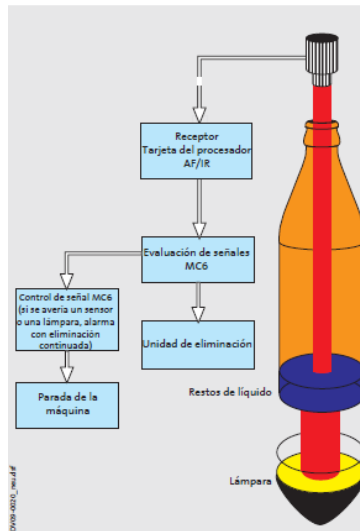 Receptor
Tarjeta del procesador
AF/IR
Evaluación de señales
MC6
Control de señal MC6
(si se avería un sensor
o una lámpara, alarma
con eliminación
continuada)
Unidad de eliminación
Parada de la
máquina
Restos de líquido
Lámpara